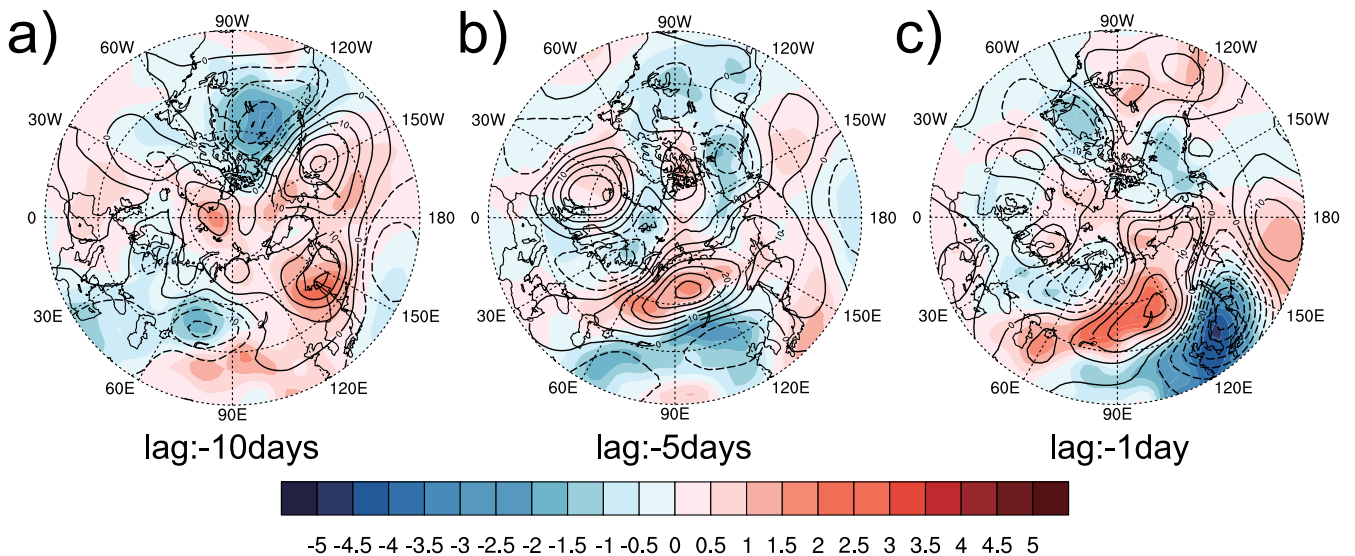 a) b) c)
90W 90W 90W
60W 120W 60W 120W 60W 120W
30W 150W 30W 150W 30W 150W
0 180 0 180 0 180
30E 150E 30E 150E 30E 150E
60E 120E 60E 120E 60E 120E
90E 90E 90E
lag:-10days lag:-5days lag:-1day
-5 -4.5 -4 -3.5 -3 -2.5 -2 -1.5 -1 -0.5 0 0.5 1 1.5 2 2.5 3 3.5 4 4.5 5